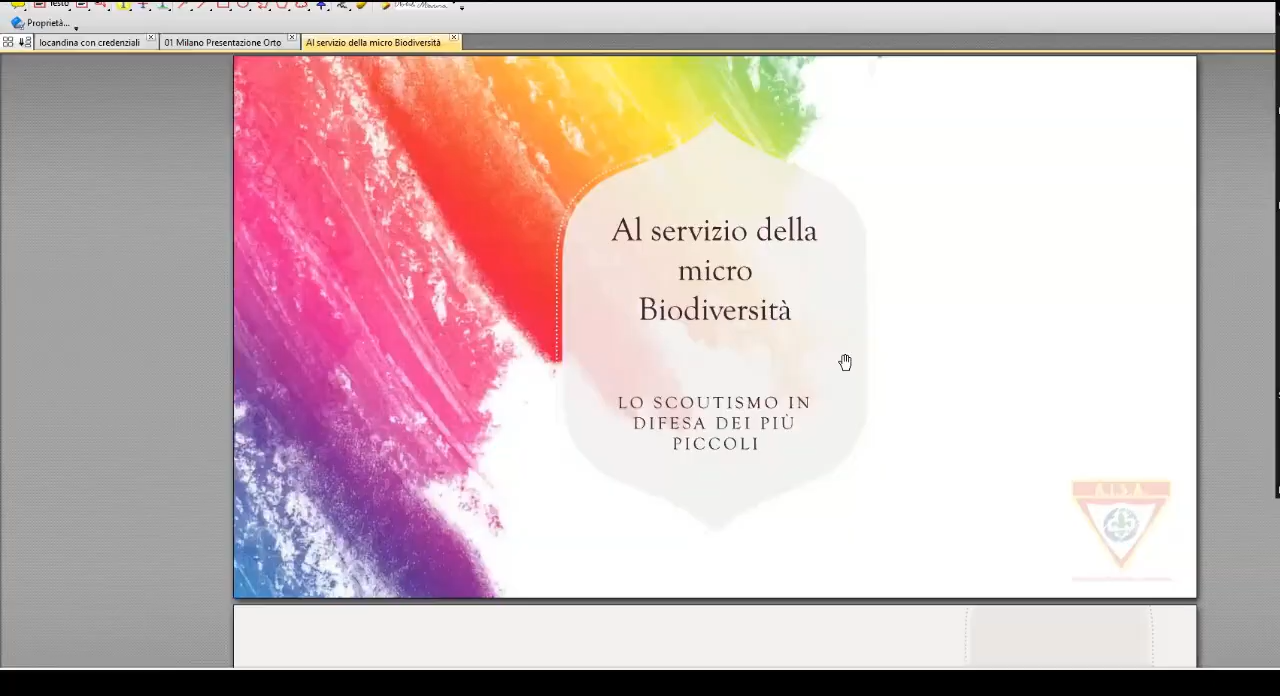 Testo
Proprietà...
locandina con credenziali
01 Milano Presentazione Orto
Al servizio della micro Biodiversità
Al servizio della
micro
Biodiversità
LO SCOUTISMO IN
DIFESA DEI PIÙ
PICCOLI